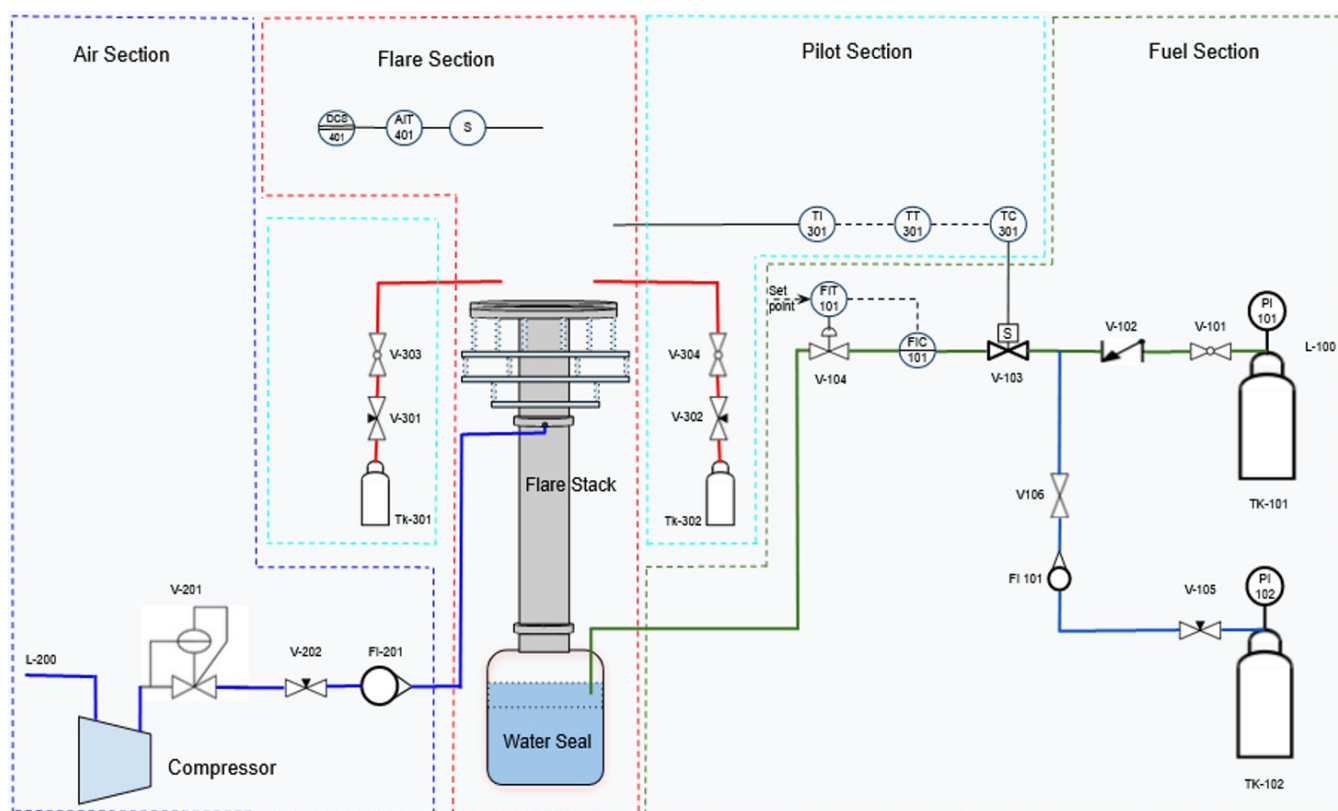 Air Section
Flare Section
Pilot Section
Fuel Section
DCS
401
AIT
401
S
TI
301
TT
301
TC
301
Set
point
FIT
101
FIC
101
S
V-104
V-103
V-102
V-101
PI
101
L-100
TK-101
V-303
V-301
Tk-301
V-304
V-302
Tk-302
Flare Stack
V106
FI 101
V-105
PI
102
TK-102
V-201
L-200
V-202
FI-201
Compressor
Water Seal